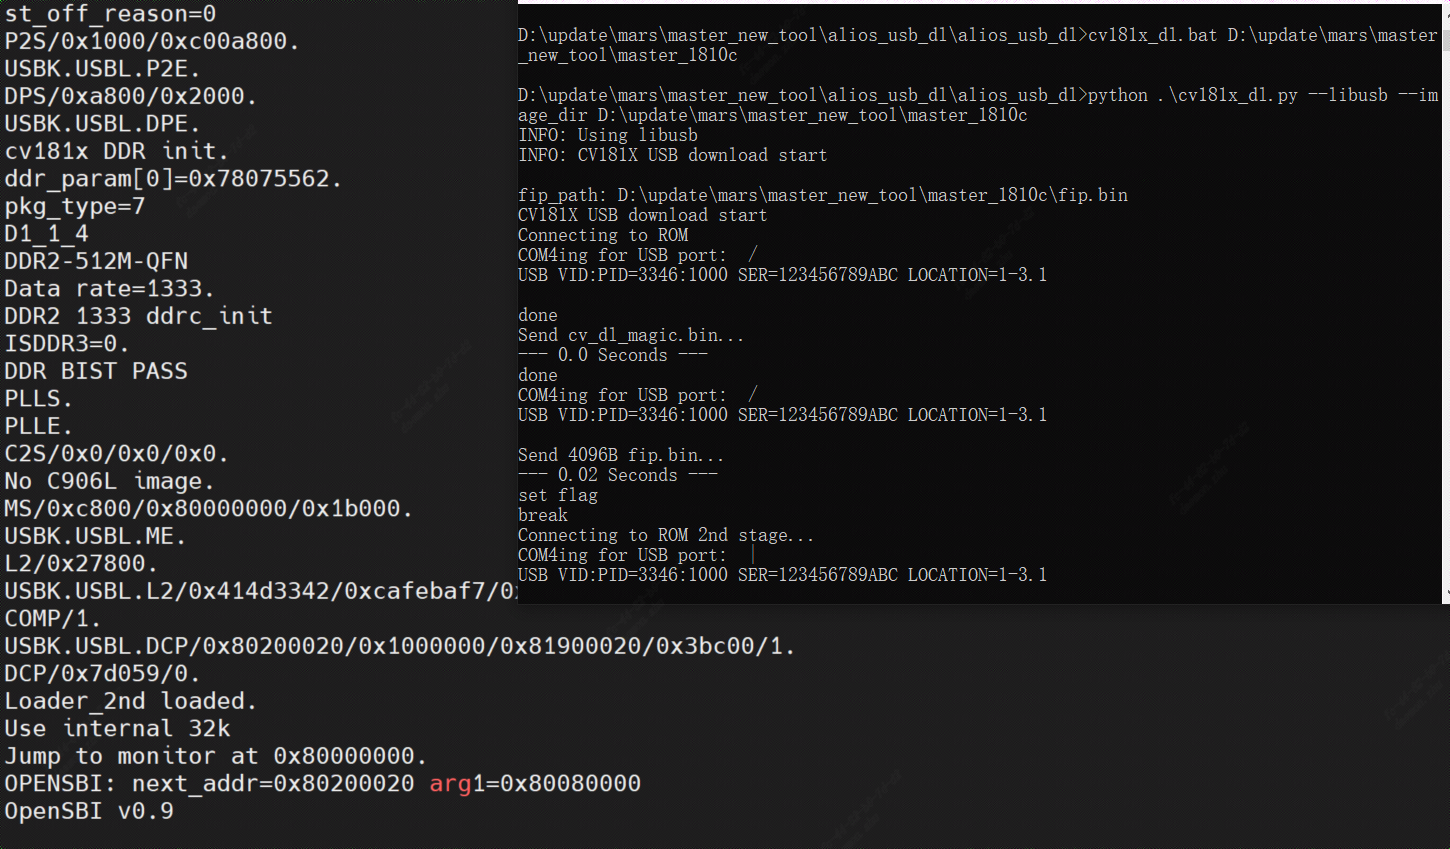 st_off_reason=0
P2S/0x1000/0xc00a800.
USBK.USBL.P2E.
DPS/0xa800/0x2000.
USBK.USBL.DPE.
cv181x DDR init.
ddr_param[0]=0x78075562.
pkg_type=7
D1_1_4
DDR2-512M-QFN
Data rate=1333.
DDR2 1333 ddrc_init
ISDDR3=0.
DDR BIST PASS
PLLS.
PLLE.
C2S/0x0/0x0/0x0.
No C906L image.
MS/0xc800/0x80000000/0x1b000.
USBK.USBL.ME.
L2/0x27800.
USBK.USBL.L2/0x414d3342/0xcafebaf7/0
COMP/1.
USBK.USBL.DCP/0x80200020/0x1000000/0x81900020/0x3bc00/1.
DCP/0x7d059/0.
Loader_2nd loaded.
Use internal 32k
Jump to monitor at 0x80000000.
OPENSBI: next_addr=0x80200020 arg1=0x80080000
OpenSBI v0.9
D:\update\mars\master_new_tool\alios_usb_dl\alios_usb_dl>cv181x_dl.bat D:\update\mars\master
_new_tool\master_1810c
D:\update\mars\master_new_tool\alios_usb_dl\alios_usb_dl>python .\cv181x_dl.py --libusb --im
age_dir D:\update\mars\master_new_tool\master_1810c
INFO: Using libusb
INFO: CV181X USB download start
fip_path: D:\update\mars\master_new_tool\master_1810c\fip.bin
CV181X USB download start
Connecting to ROM
COM4ing for USB port:  /
USB VID:PID=3346:1000 SER=123456789ABC LOCATION=1-3.1
done
Send cv_dl_magic.bin...
--- 0.0 Seconds ---
done
COM4ing for USB port:  /
USB VID:PID=3346:1000 SER=123456789ABC LOCATION=1-3.1
Send 4096B fip.bin...
--- 0.02 Seconds ---
set flag
break
Connecting to ROM 2nd stage...
COM4ing for USB port:  |
USB VID:PID=3346:1000 SER=123456789ABC LOCATION=1-3.1